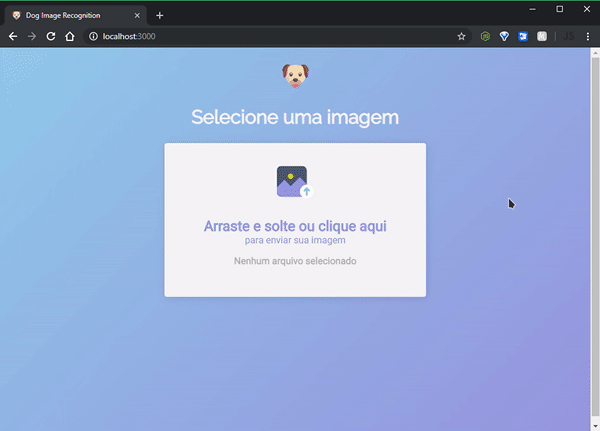 Dog Image Recognition
localhost:3000
JS
Selecione uma imagem
Arraste e solte ou clique aqui
para enviar sua imagem
Nenhum arquivo selecionado